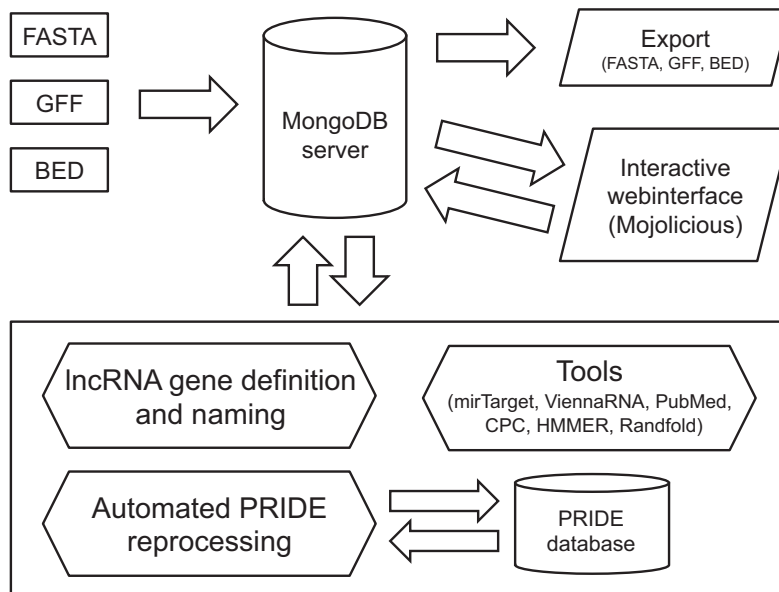 FASTA
GFF
BED
MongoDB
server
Export
(FASTA, GFF, BED)
Interactive
webinterface
(Mojolicious)
lncRNA gene definition
and naming
Tools
(mirTarget, ViennaRNA, PubMed,
CPC, HMMER, Randfold)
Automated PRIDE
reprocessing
PRIDE
database